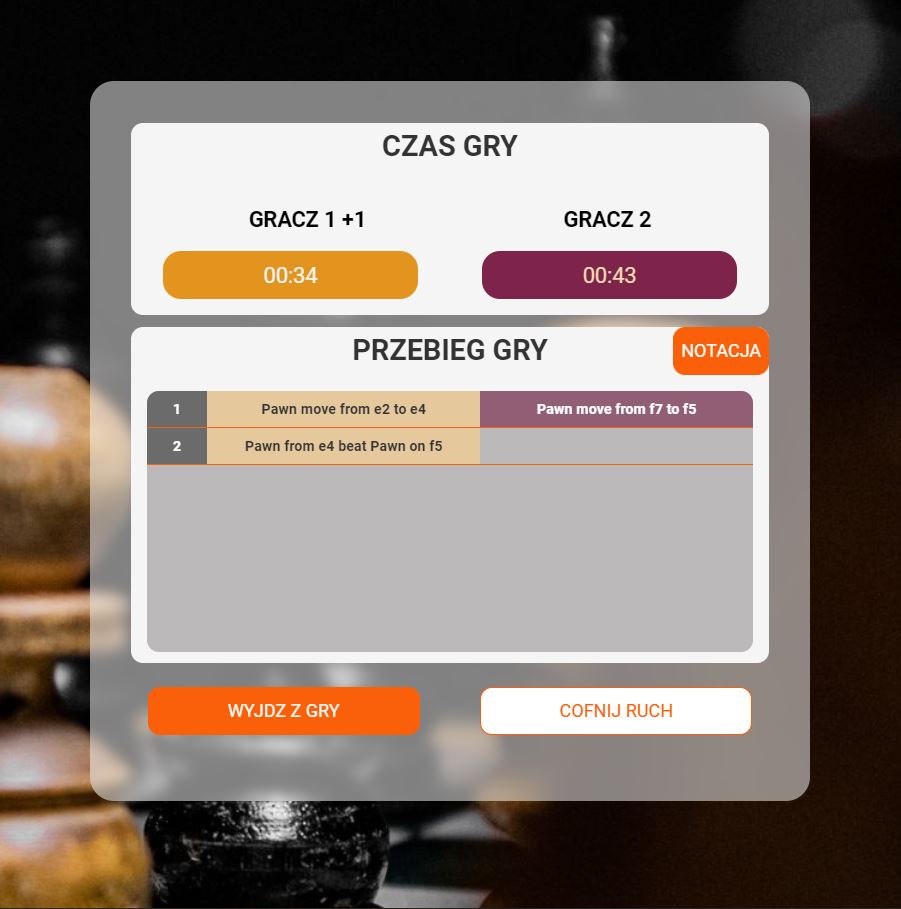 CZAS GRY
GRACZ 1 +1
GRACZ 2
00:34
00:43
PRZEBIEG GRY
NOTACJA
1 Pawn move from e2 to e4 Pawn move from f7 to f5
2 Pawn from e4 beat Pawn on f5
WYJDZ Z GRY
COFNIJ RUCH